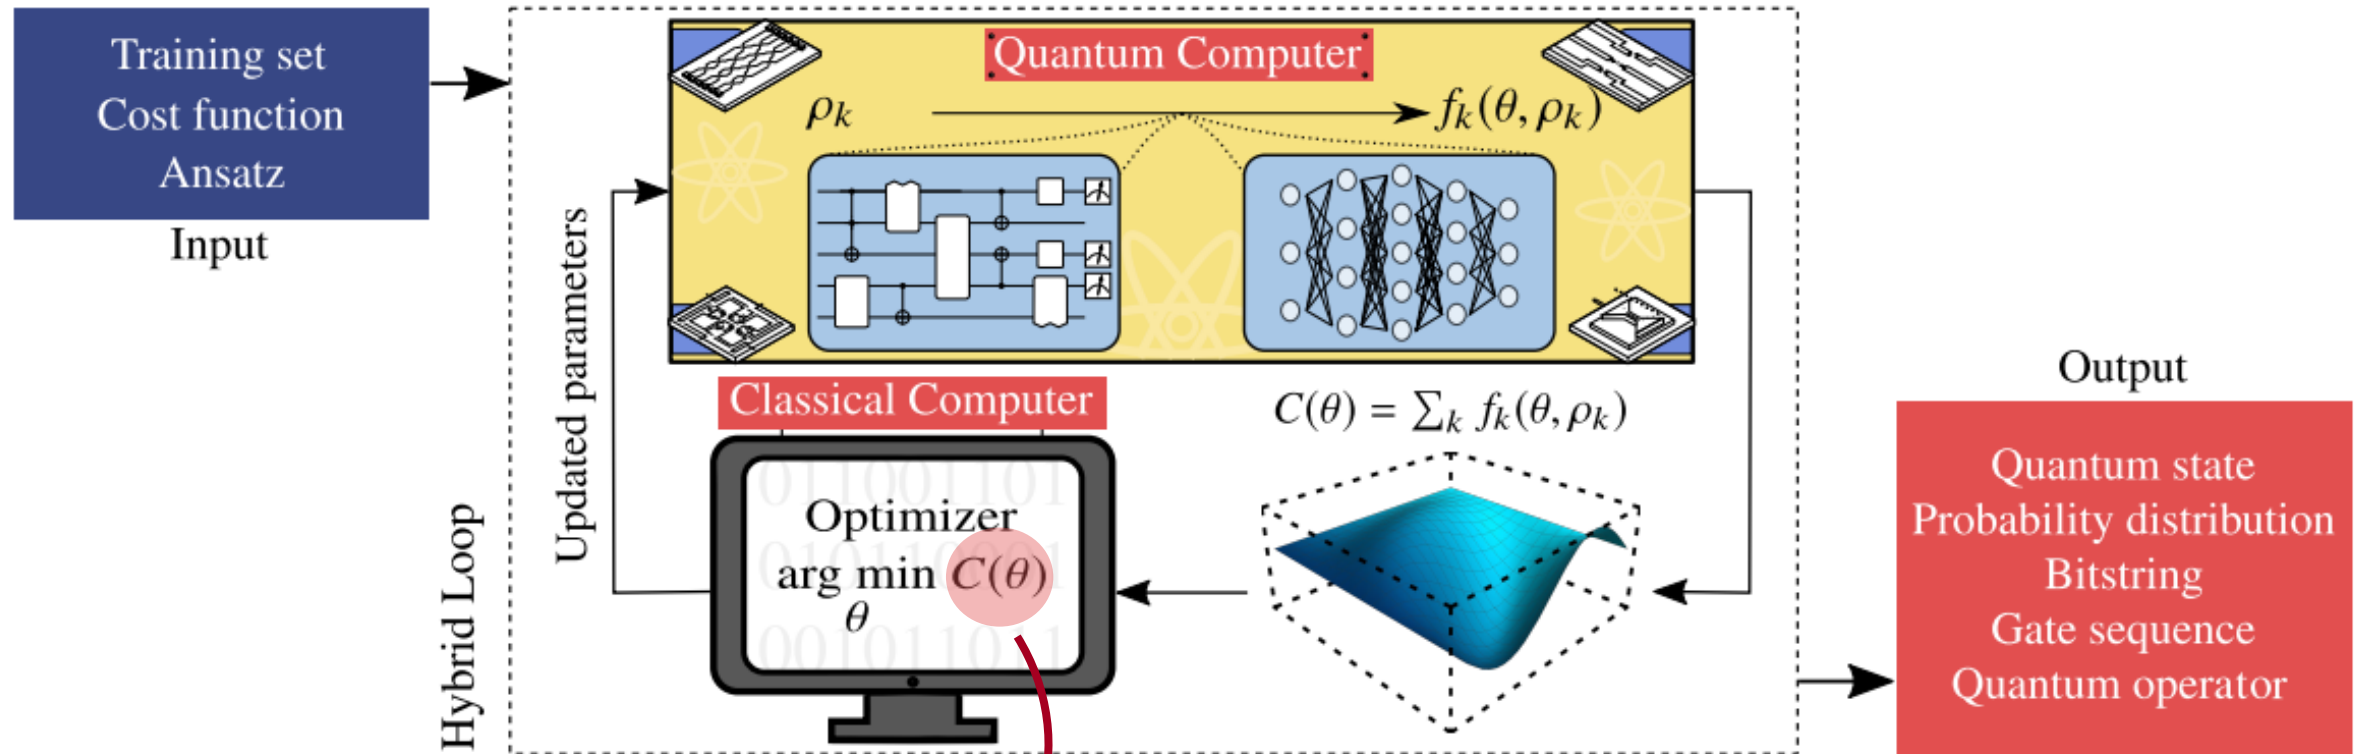 Training set
Cost function
Ansatz
Input
Hybrid Loop
Updated parameters
Quantum Computer
ρₖ
fₖ(θ, ρₖ)
Classical Computer
C(θ) = ∑ₖ fₖ(θ, ρₖ)
Optimizer
arg min C(θ)
θ
Output
Quantum state
Probability distribution
Bitstring
Gate sequence
Quantum operator